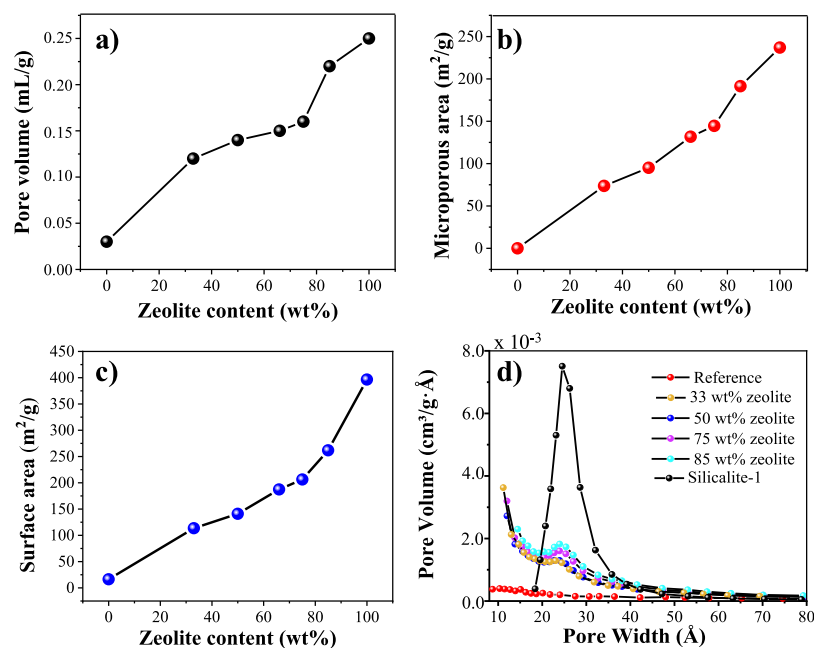 a)
0.25
0.20
0.15
0.10
0.05
0.00
Pore volume (mL/g)
0 20 40 60 80 100
Zeolite content (wt%)
b)
250
200
150
100
50
0
Microporous area (m²/g)
0 20 40 60 80 100
Zeolite content (wt%)
c)
450
400
350
300
250
200
150
100
50
0
Surface area (m²/g)
0 20 40 60 80 100
Zeolite content (wt%)
x 10⁻³
d)
8.0
6.0
4.0
2.0
0.0
Pore Volume (cm³/g·Å)
Reference
33 wt% zeolite
50 wt% zeolite
75 wt% zeolite
85 wt% zeolite
Silicalite-1
10 20 30 40 50 60 70 80
Pore Width (Å)